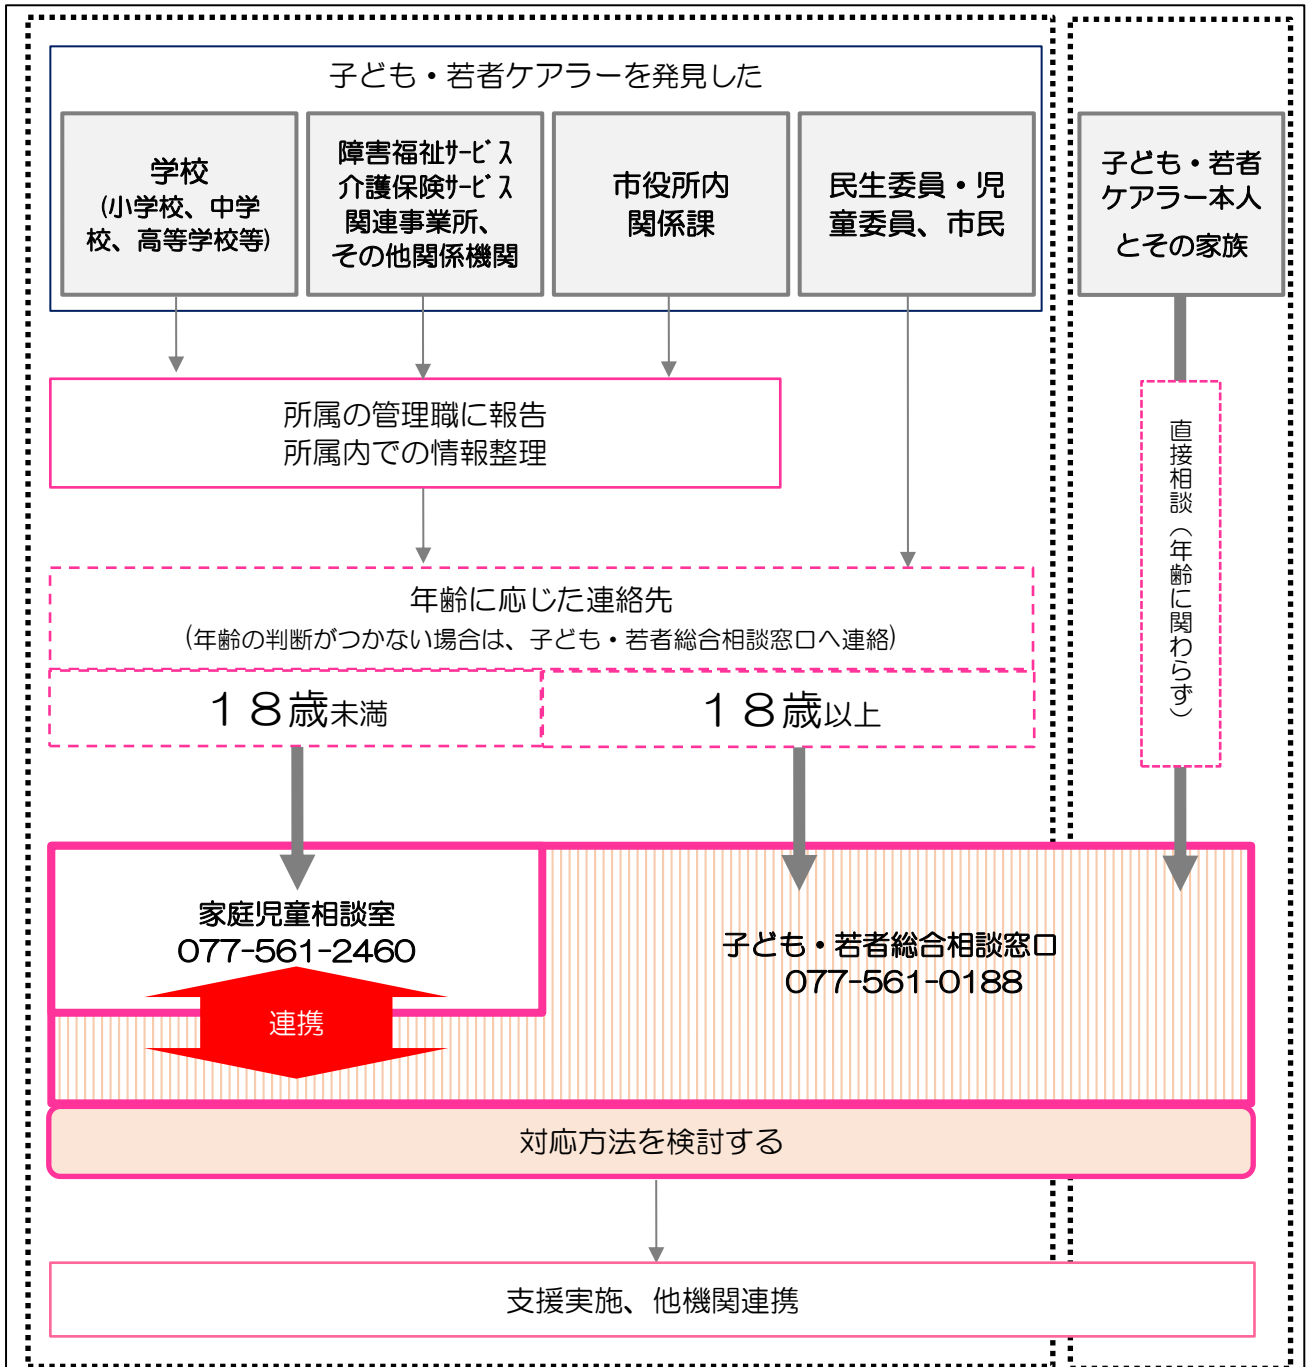 子ども・若者ケアラーを発見した
学校
(小学校、中学
校、高等学校等)
障害福祉ｻｰﾋﾞｽ
介護保険ｻｰﾋﾞｽ
関連事業所、
その他関係機関
市役所内
関係課
民生委員・児
童委員、市民
子ども・若者
ケアラー本人
とその家族
所属の管理職に報告
所属内での情報整理
直接相談（年齢に関わらず）
年齢に応じた連絡先
(年齢の判断がつかない場合は、子ども・若者総合相談窓口へ連絡)
１８歳未満
１８歳以上
家庭児童相談室
077-561-2460
子ども・若者総合相談窓口
077-561-0188
連携
対応方法を検討する
支援実施、他機関連携